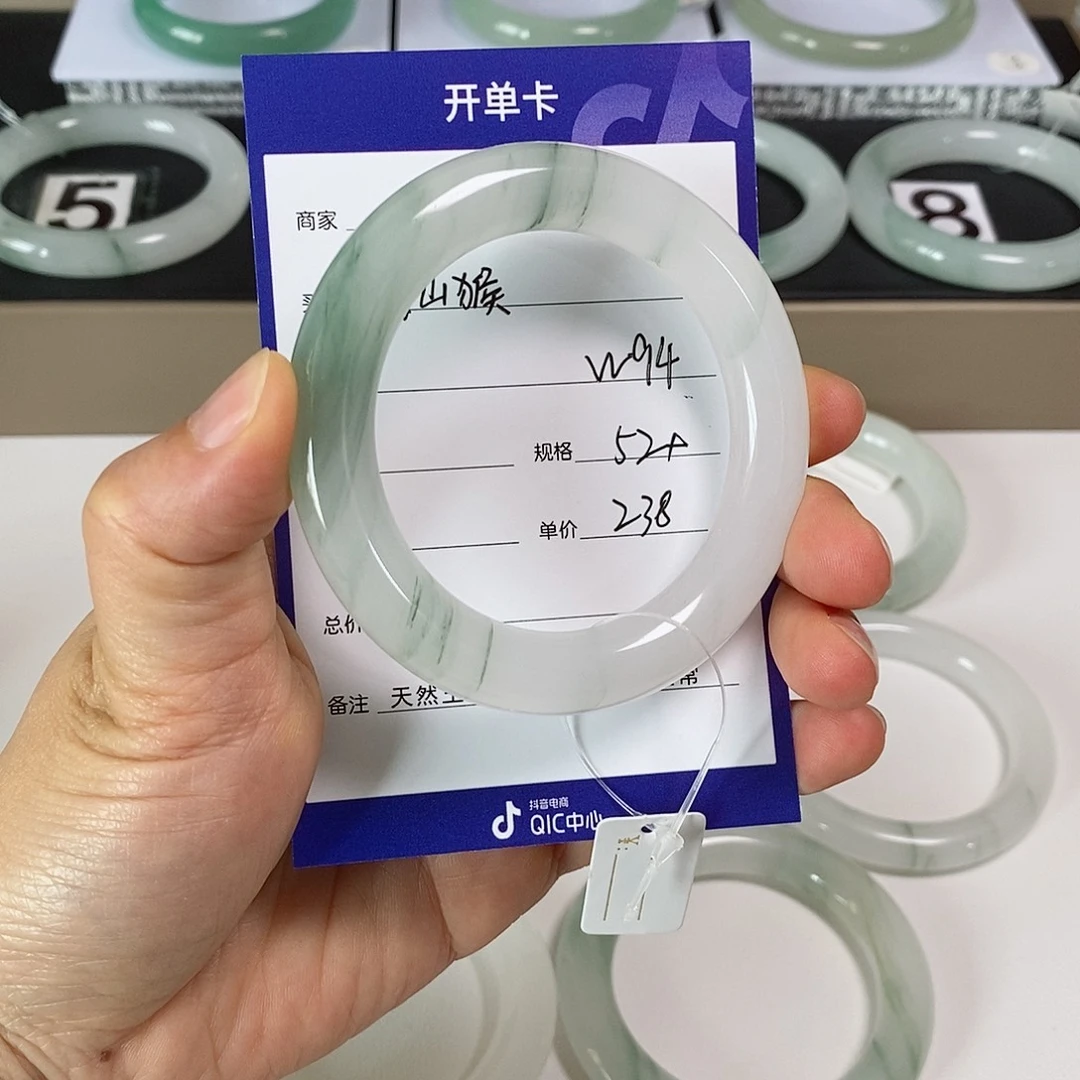 开单卡
商家
山猴
W94
规格 52+
单价 238
总价
备注 天然
抖音电商
QIC中心
5
8